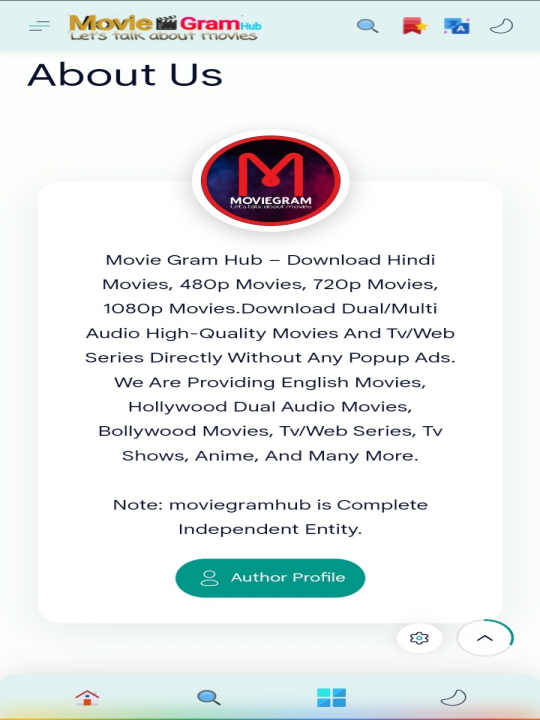 Movie Gram Hub
Let's talk about movies
About Us
MOVIEGRAM
Let's talk about movies
Movie Gram Hub – Download Hindi
Movies, 480p Movies, 720p Movies,
1080p Movies.Download Dual/Multi
Audio High-Quality Movies And Tv/Web
Series Directly Without Any Popup Ads.
We Are Providing English Movies,
Hollywood Dual Audio Movies,
Bollywood Movies, Tv/Web Series, Tv
Shows, Anime, And Many More.
Note: moviegramhub is Complete
Independent Entity.
Author Profile